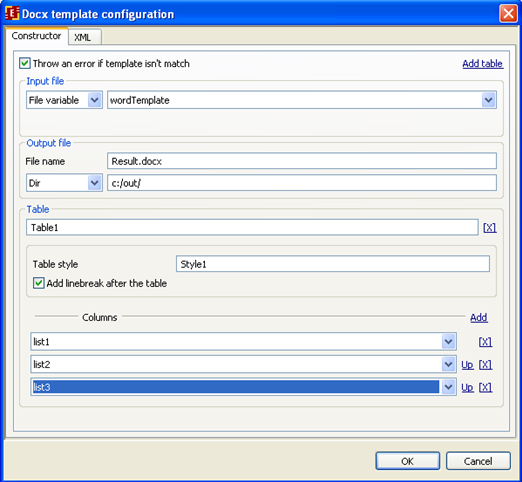 Docx template configuration
Constructor XML
Throw an error if template isn't match Add table
Input file
File variable wordTemplate
Output file
File name Result.docx
Dir c:/out/
Table
Table1 [X]
Table style Style1
Add linebreak after the table
Columns Add
list1 [X]
list2 Up [X]
list3 Up [X]
OK Cancel